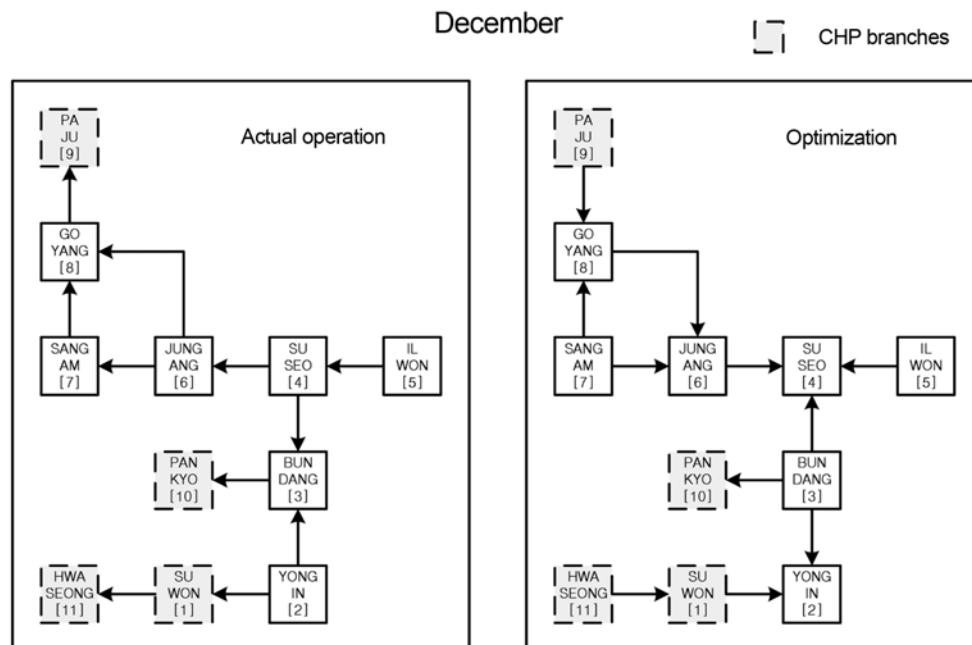 December
CHP branches
Actual operation
PA
JU
[9]
GO
YANG
[8]
SANG
AM
[7]
JUNG
ANG
[6]
SU
SEO
[4]
IL
WON
[5]
PAN
KYO
[10]
BUN
DANG
[3]
HWA
SEONG
[11]
SU
WON
[1]
YONG
IN
[2]
Optimization
PA
JU
[9]
GO
YANG
[8]
SANG
AM
[7]
JUNG
ANG
[6]
SU
SEO
[4]
IL
WON
[5]
PAN
KYO
[10]
BUN
DANG
[3]
HWA
SEONG
[11]
SU
WON
[1]
YONG
IN
[2]